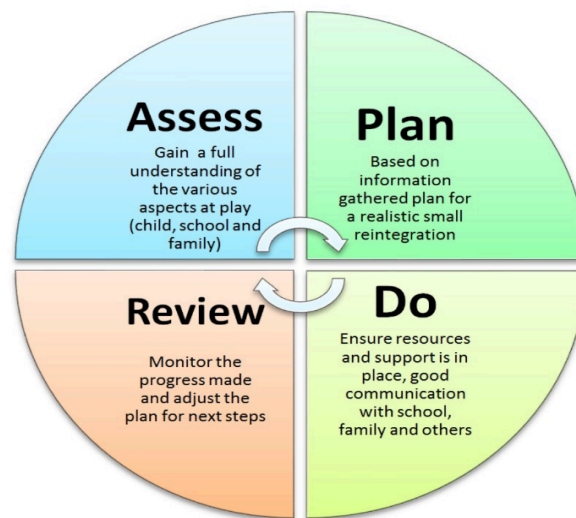 Assess
Gain a full
understanding of
the various
aspects at play
(child, school and
family)
Plan
Based on
information
gathered plan for
a realistic small
reintegration
Review
Monitor the
progress made
and adjust the
plan for next steps
Do
Ensure resources
and support is in
place, good
communication
with school,
family and others